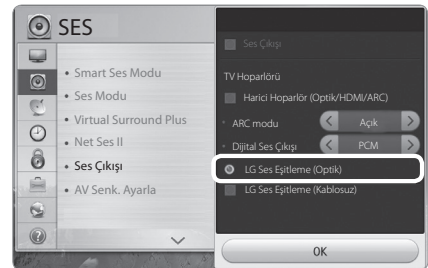 SES
• Smart Ses Modu
• Ses Modu
• Virtual Surround Plus
• Net Ses II
• Ses Çıkışı
• AV Senk. Ayarla
Ses Çıkışı
TV Hoparlörü
Harici Hoparlör (Optik/HDMI/ARC)
• ARC modu < Açık >
• Dijital Ses Çıkışı < PCM >
LG Ses Eşitleme (Optik)
LG Ses Eşitleme (Kablosuz)
OK